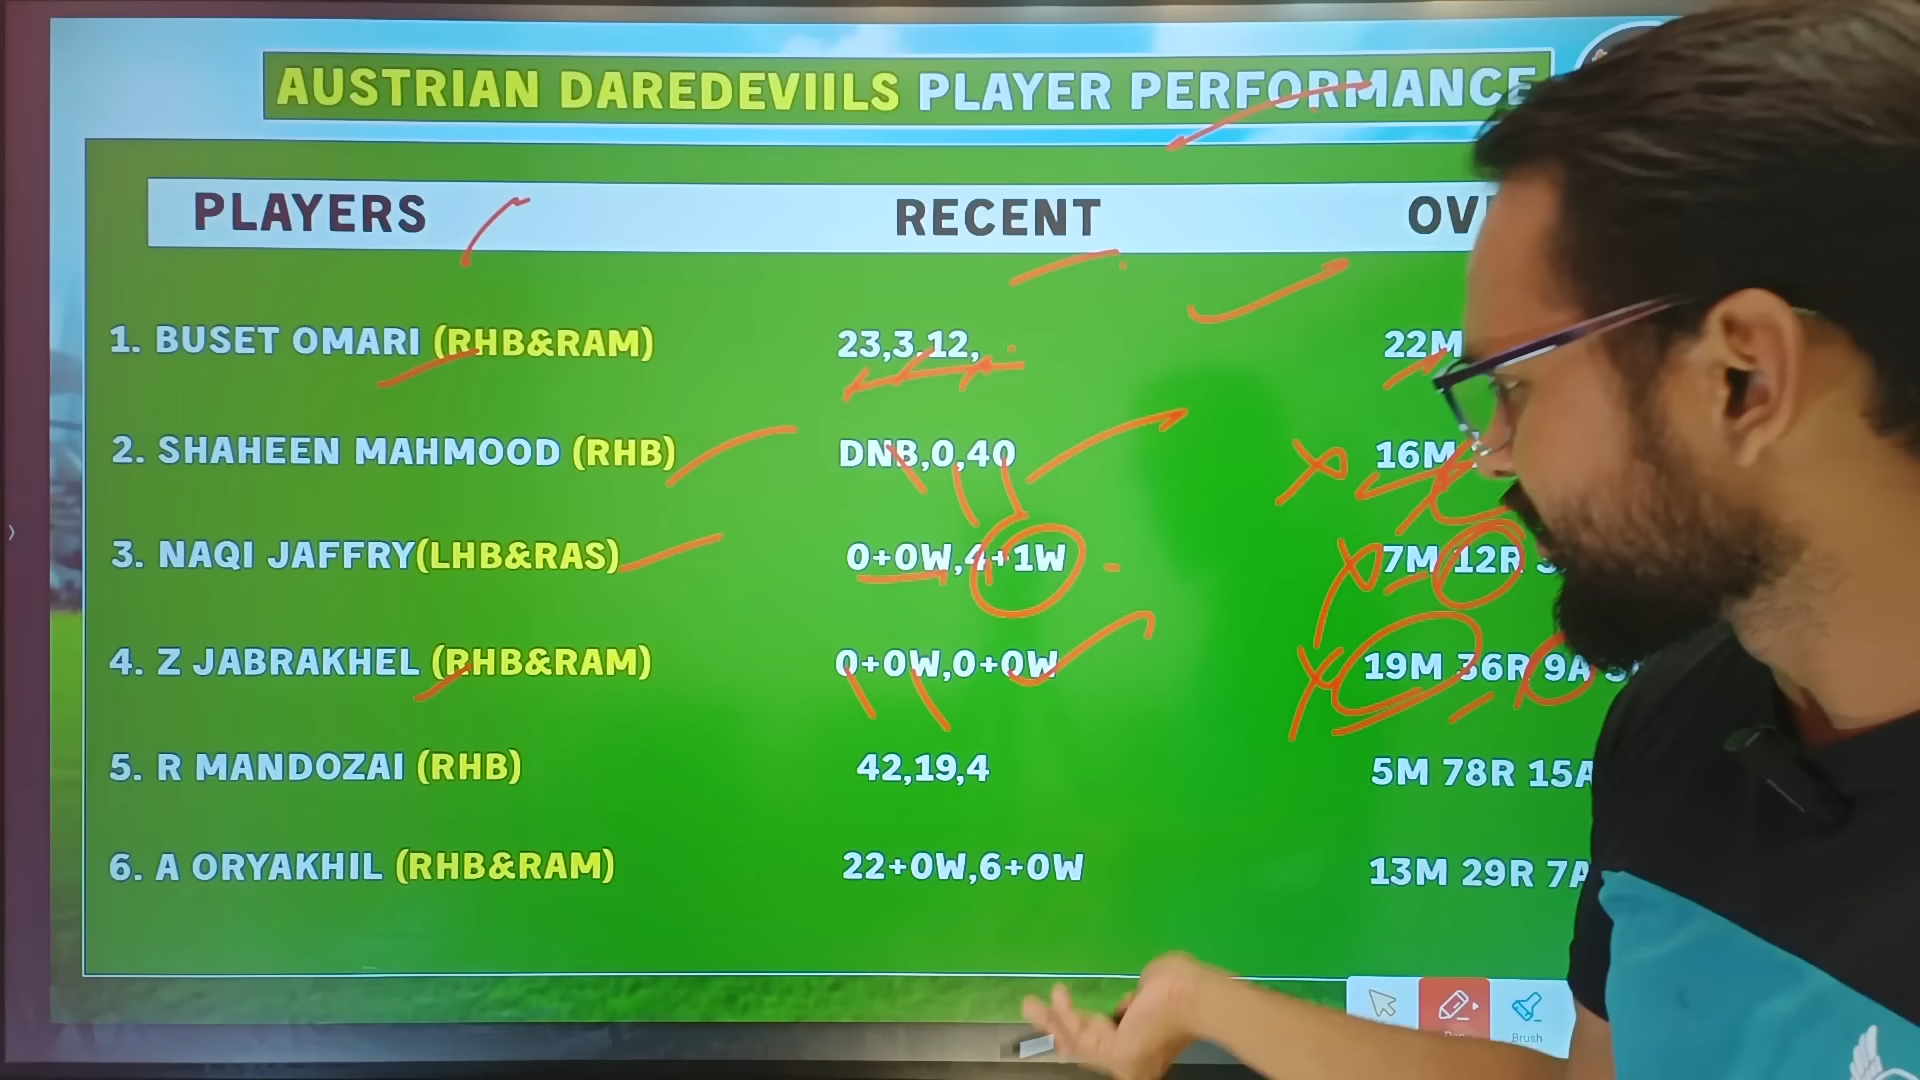 AUSTRIAN DAREDEVIILS PLAYER PERFORMANCE
PLAYERS RECENT
1. BUSET OMARI (RHB&RAM) 23,3,12, 22M
2. SHAHEEN MAHMOOD (RHB) DNB,0,40 16M
3. NAQI JAFFRY(LHB&RAS) 0+0W,4+1W 7M 12R
4. Z JABRAKHEL (RHB&RAM) 0+0W,0+0W 19M 36R 9A
5. R MANDOZAI (RHB) 42,19,4 5M 78R 15A
6. A ORYAKHIL (RHB&RAM) 22+0W,6+0W 13M 29R 7A
Brush